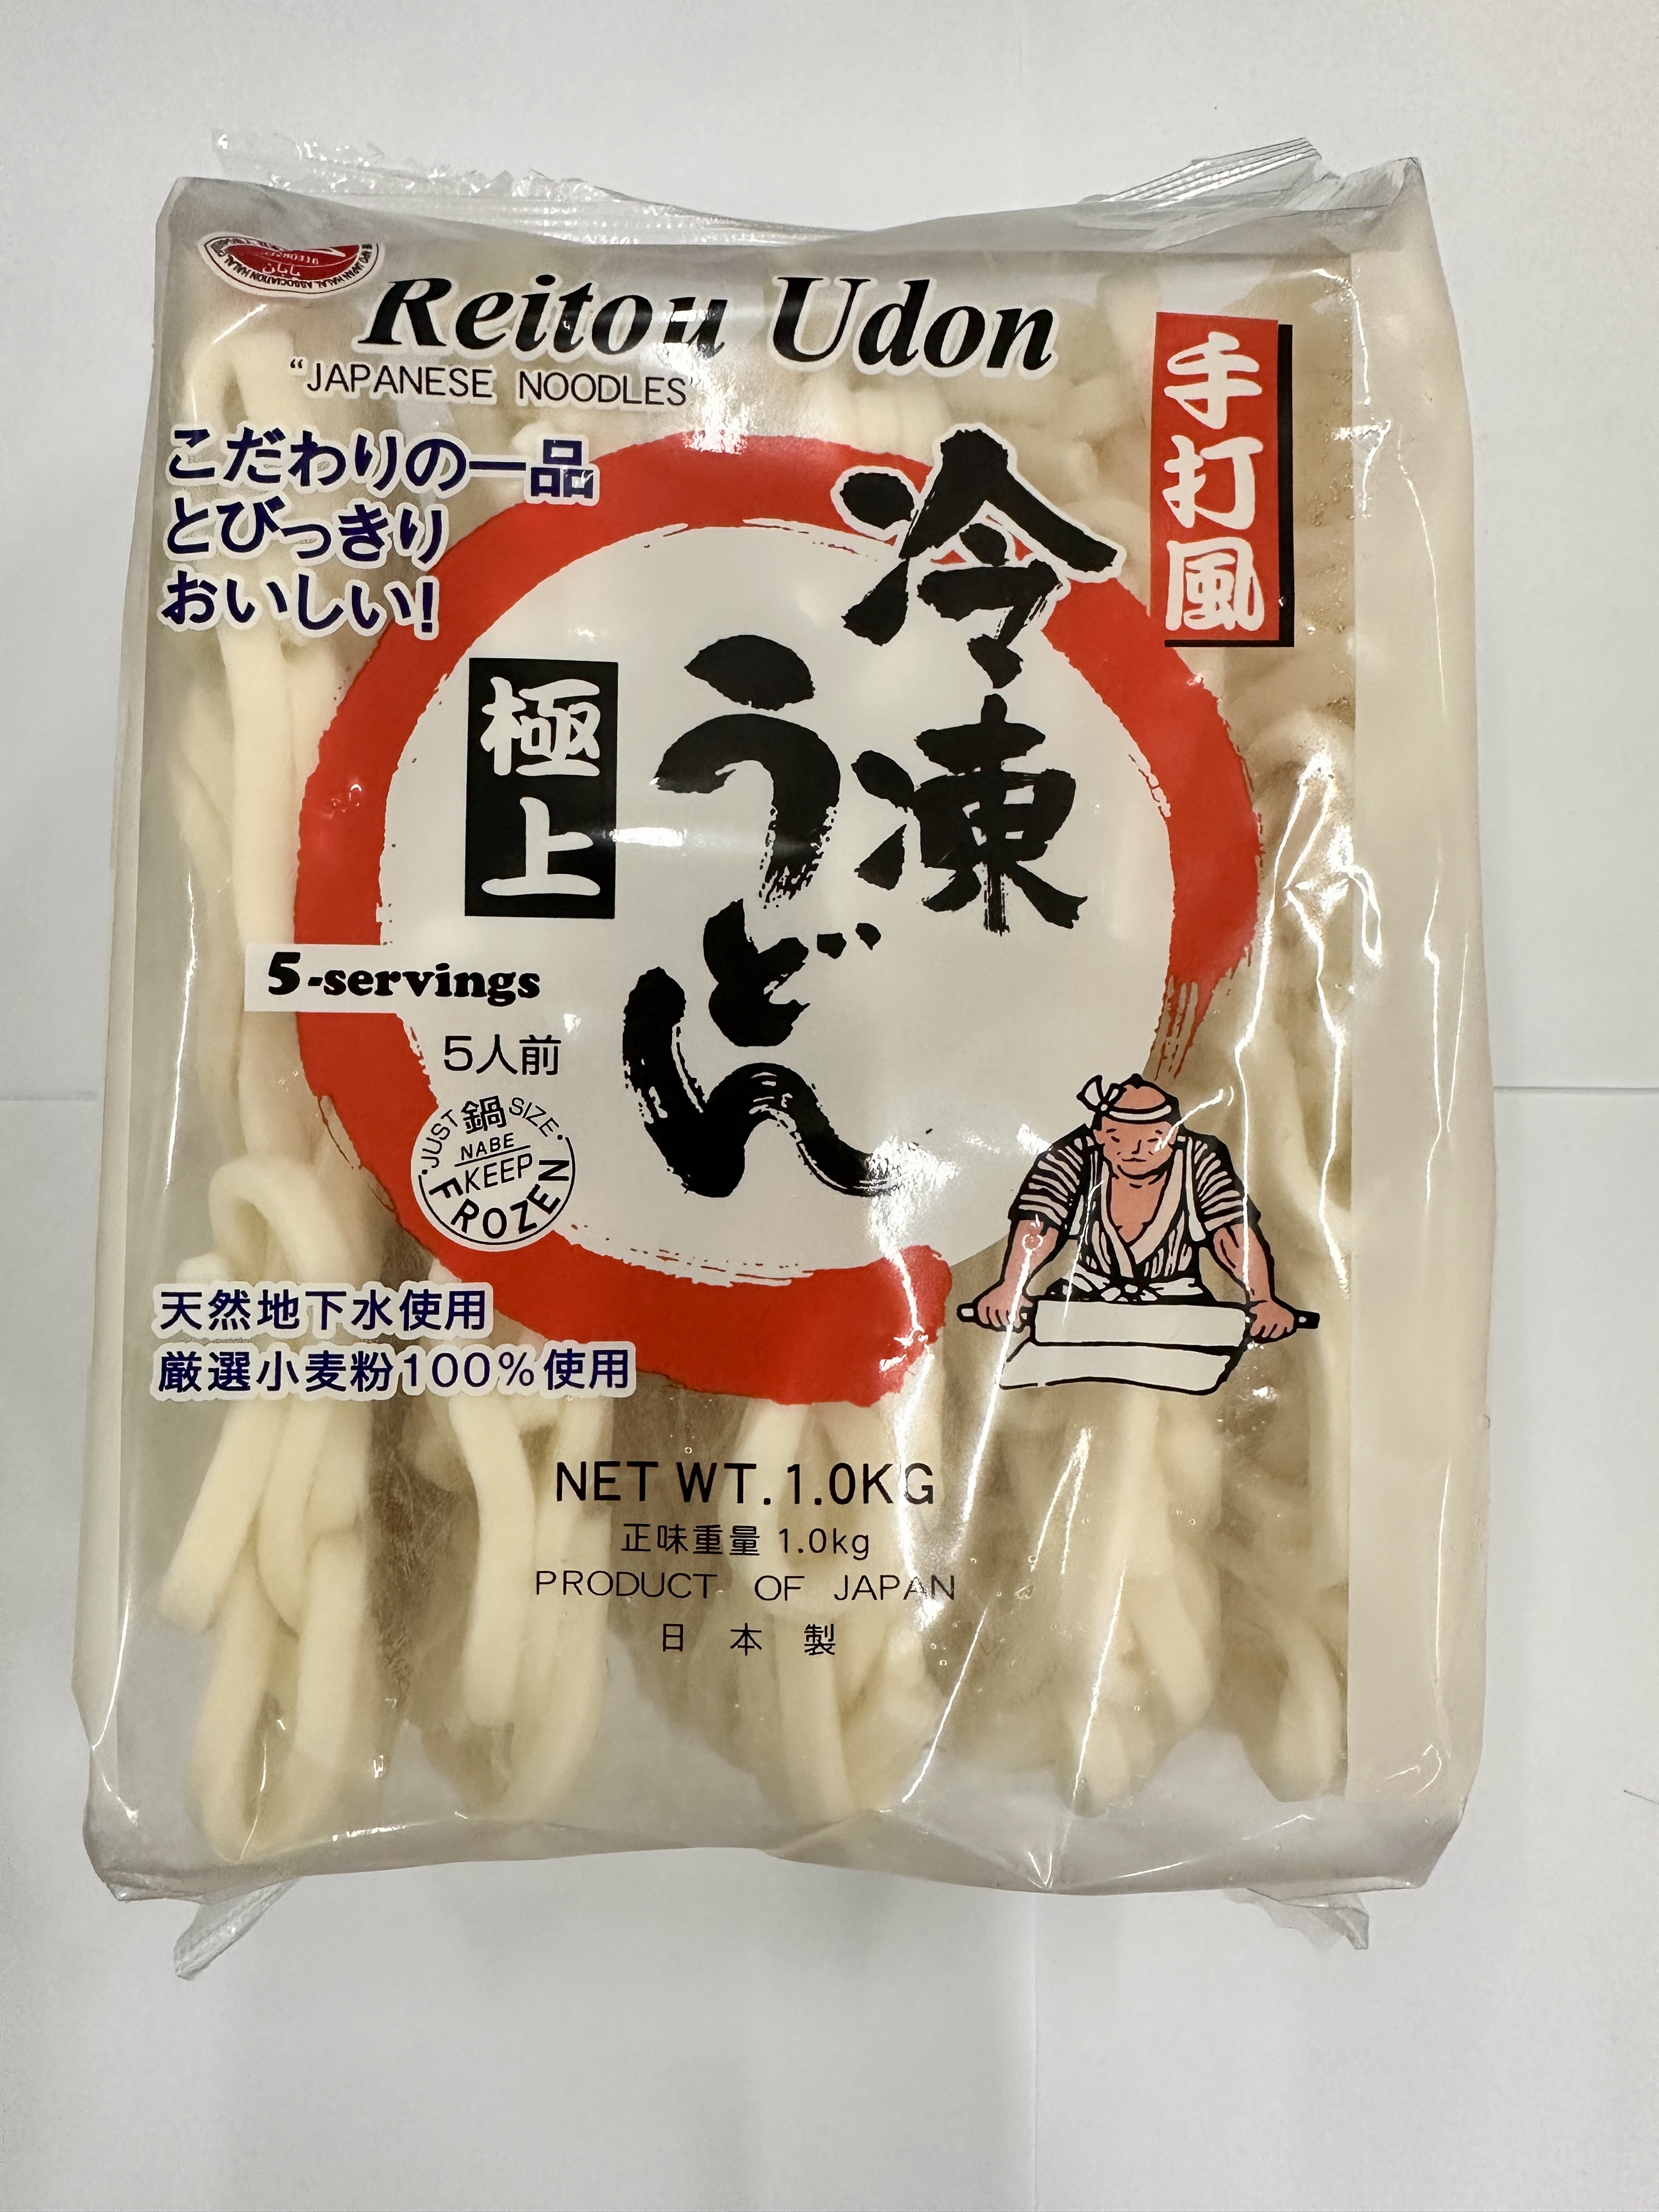 JAPAN HALAL ASSOCIATION
Reitou Udon
"JAPANESE NOODLES"
手打風
こだわりの一品
とびっきり
おいしい!
冷凍
うどん
極上
5-servings
5人前
JUST 鍋 SIZE
NABE
KEEP
FROZEN
天然地下水使用
厳選小麦粉100%使用
NET WT. 1.0KG
正味重量 1.0kg
PRODUCT OF JAPAN
日本製